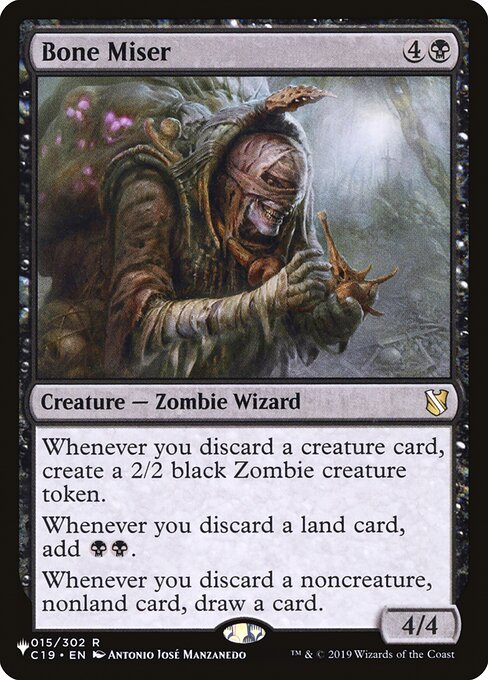 Bone Miser 4
Creature — Zombie Wizard
Whenever you discard a creature card,
create a 2/2 black Zombie creature
token.
Whenever you discard a land card,
add .
Whenever you discard a noncreature,
nonland card, draw a card.
4/4
015/302 R
C19 • EN Antonio José Manzanedo
™ & © 2019 Wizards of the Coast